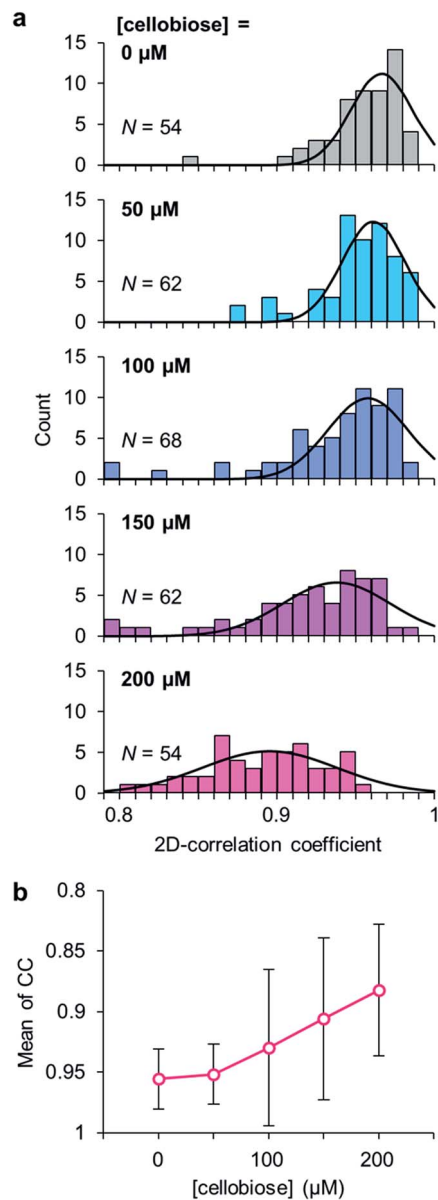 a
[cellobiose] =
0 µM
N = 54
15
10
5
0
50 µM
N = 62
15
10
5
0
100 µM
N = 68
15
10
5
0
Count
150 µM
N = 62
15
10
5
0
200 µM
N = 54
15
10
5
0
0.8 0.9 1
2D-correlation coefficient
b
0.8
0.85
0.9
0.95
1
Mean of CC
0 100 200
[cellobiose] (µM)